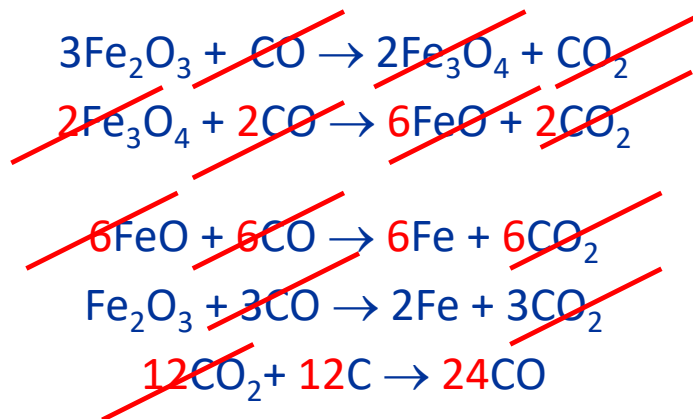 3Fe₂O₃ + CO → 2Fe₃O₄ + CO₂
2Fe₃O₄ + 2CO → 6FeO + 2CO₂
6FeO + 6CO → 6Fe + 6CO₂
Fe₂O₃ + 3CO → 2Fe + 3CO₂
12CO₂+ 12C → 24CO